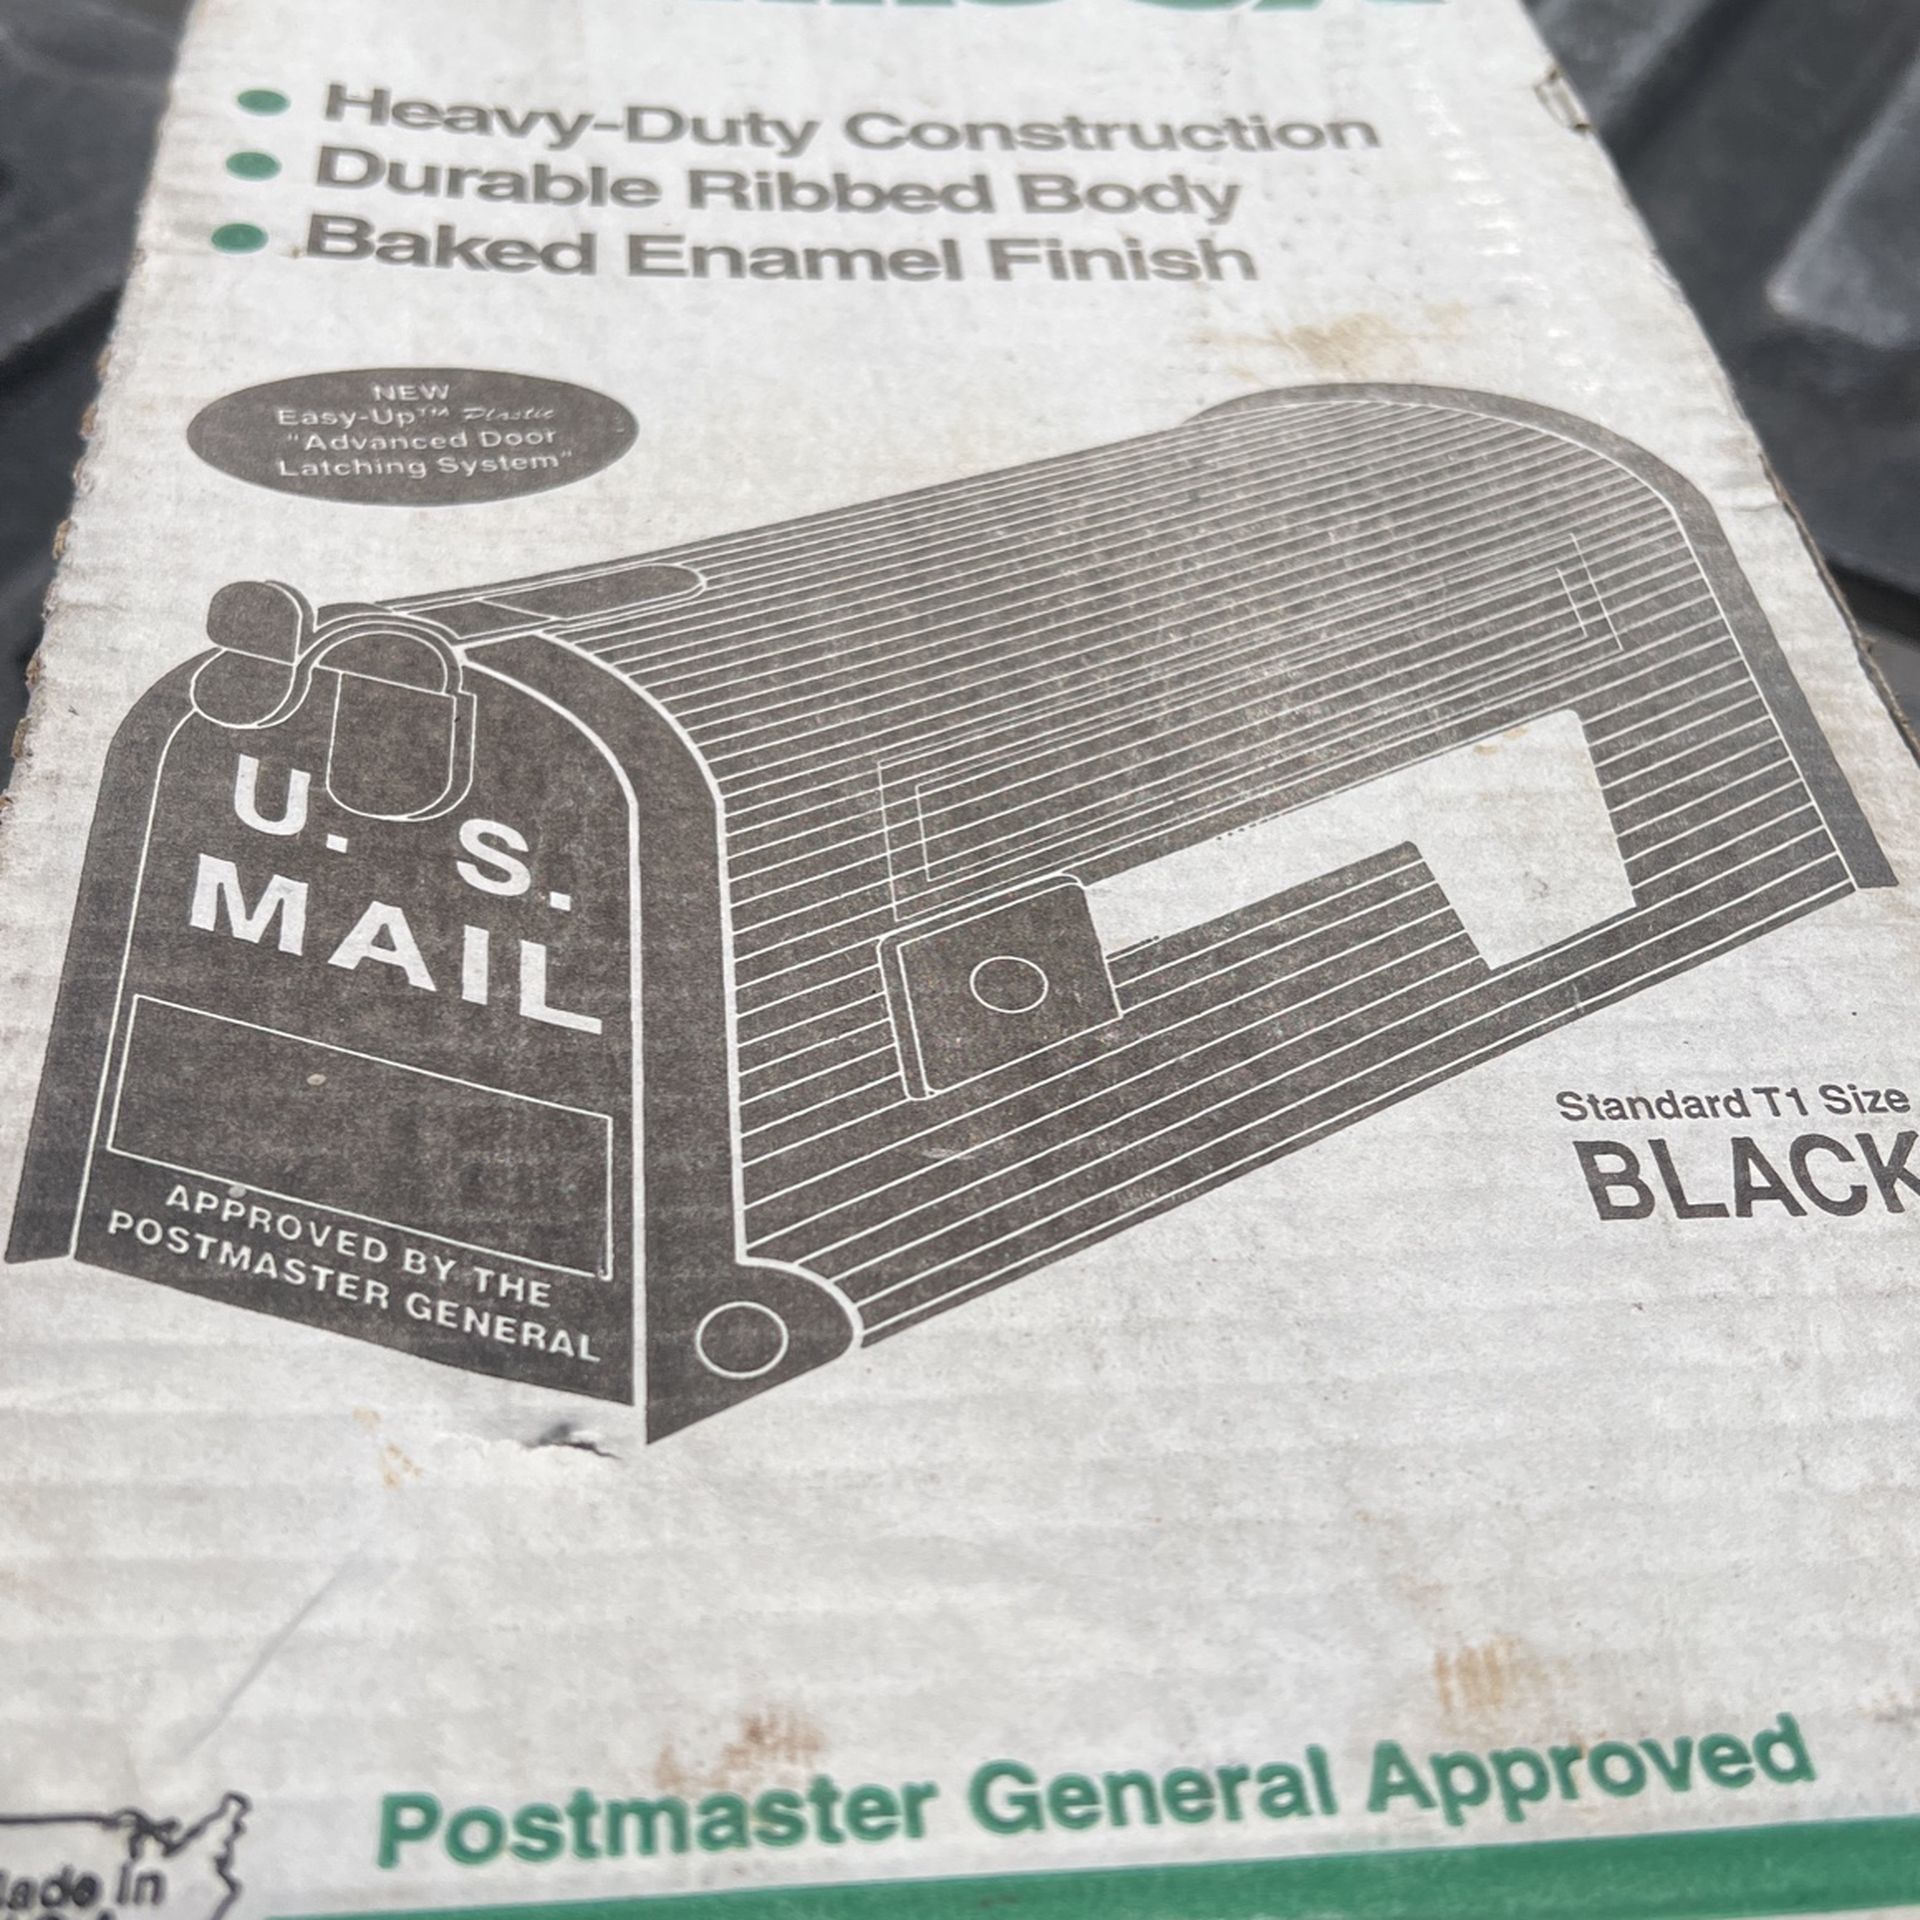 Heavy-Duty Construction
Durable Ribbed Body
Baked Enamel Finish
NEW
Easy-Up™ Plastic
"Advanced Door
Latching System"
U. S.
MAIL
APPROVED BY THE
POSTMASTER GENERAL
Standard T1 Size
BLACK
Postmaster General Approved
In